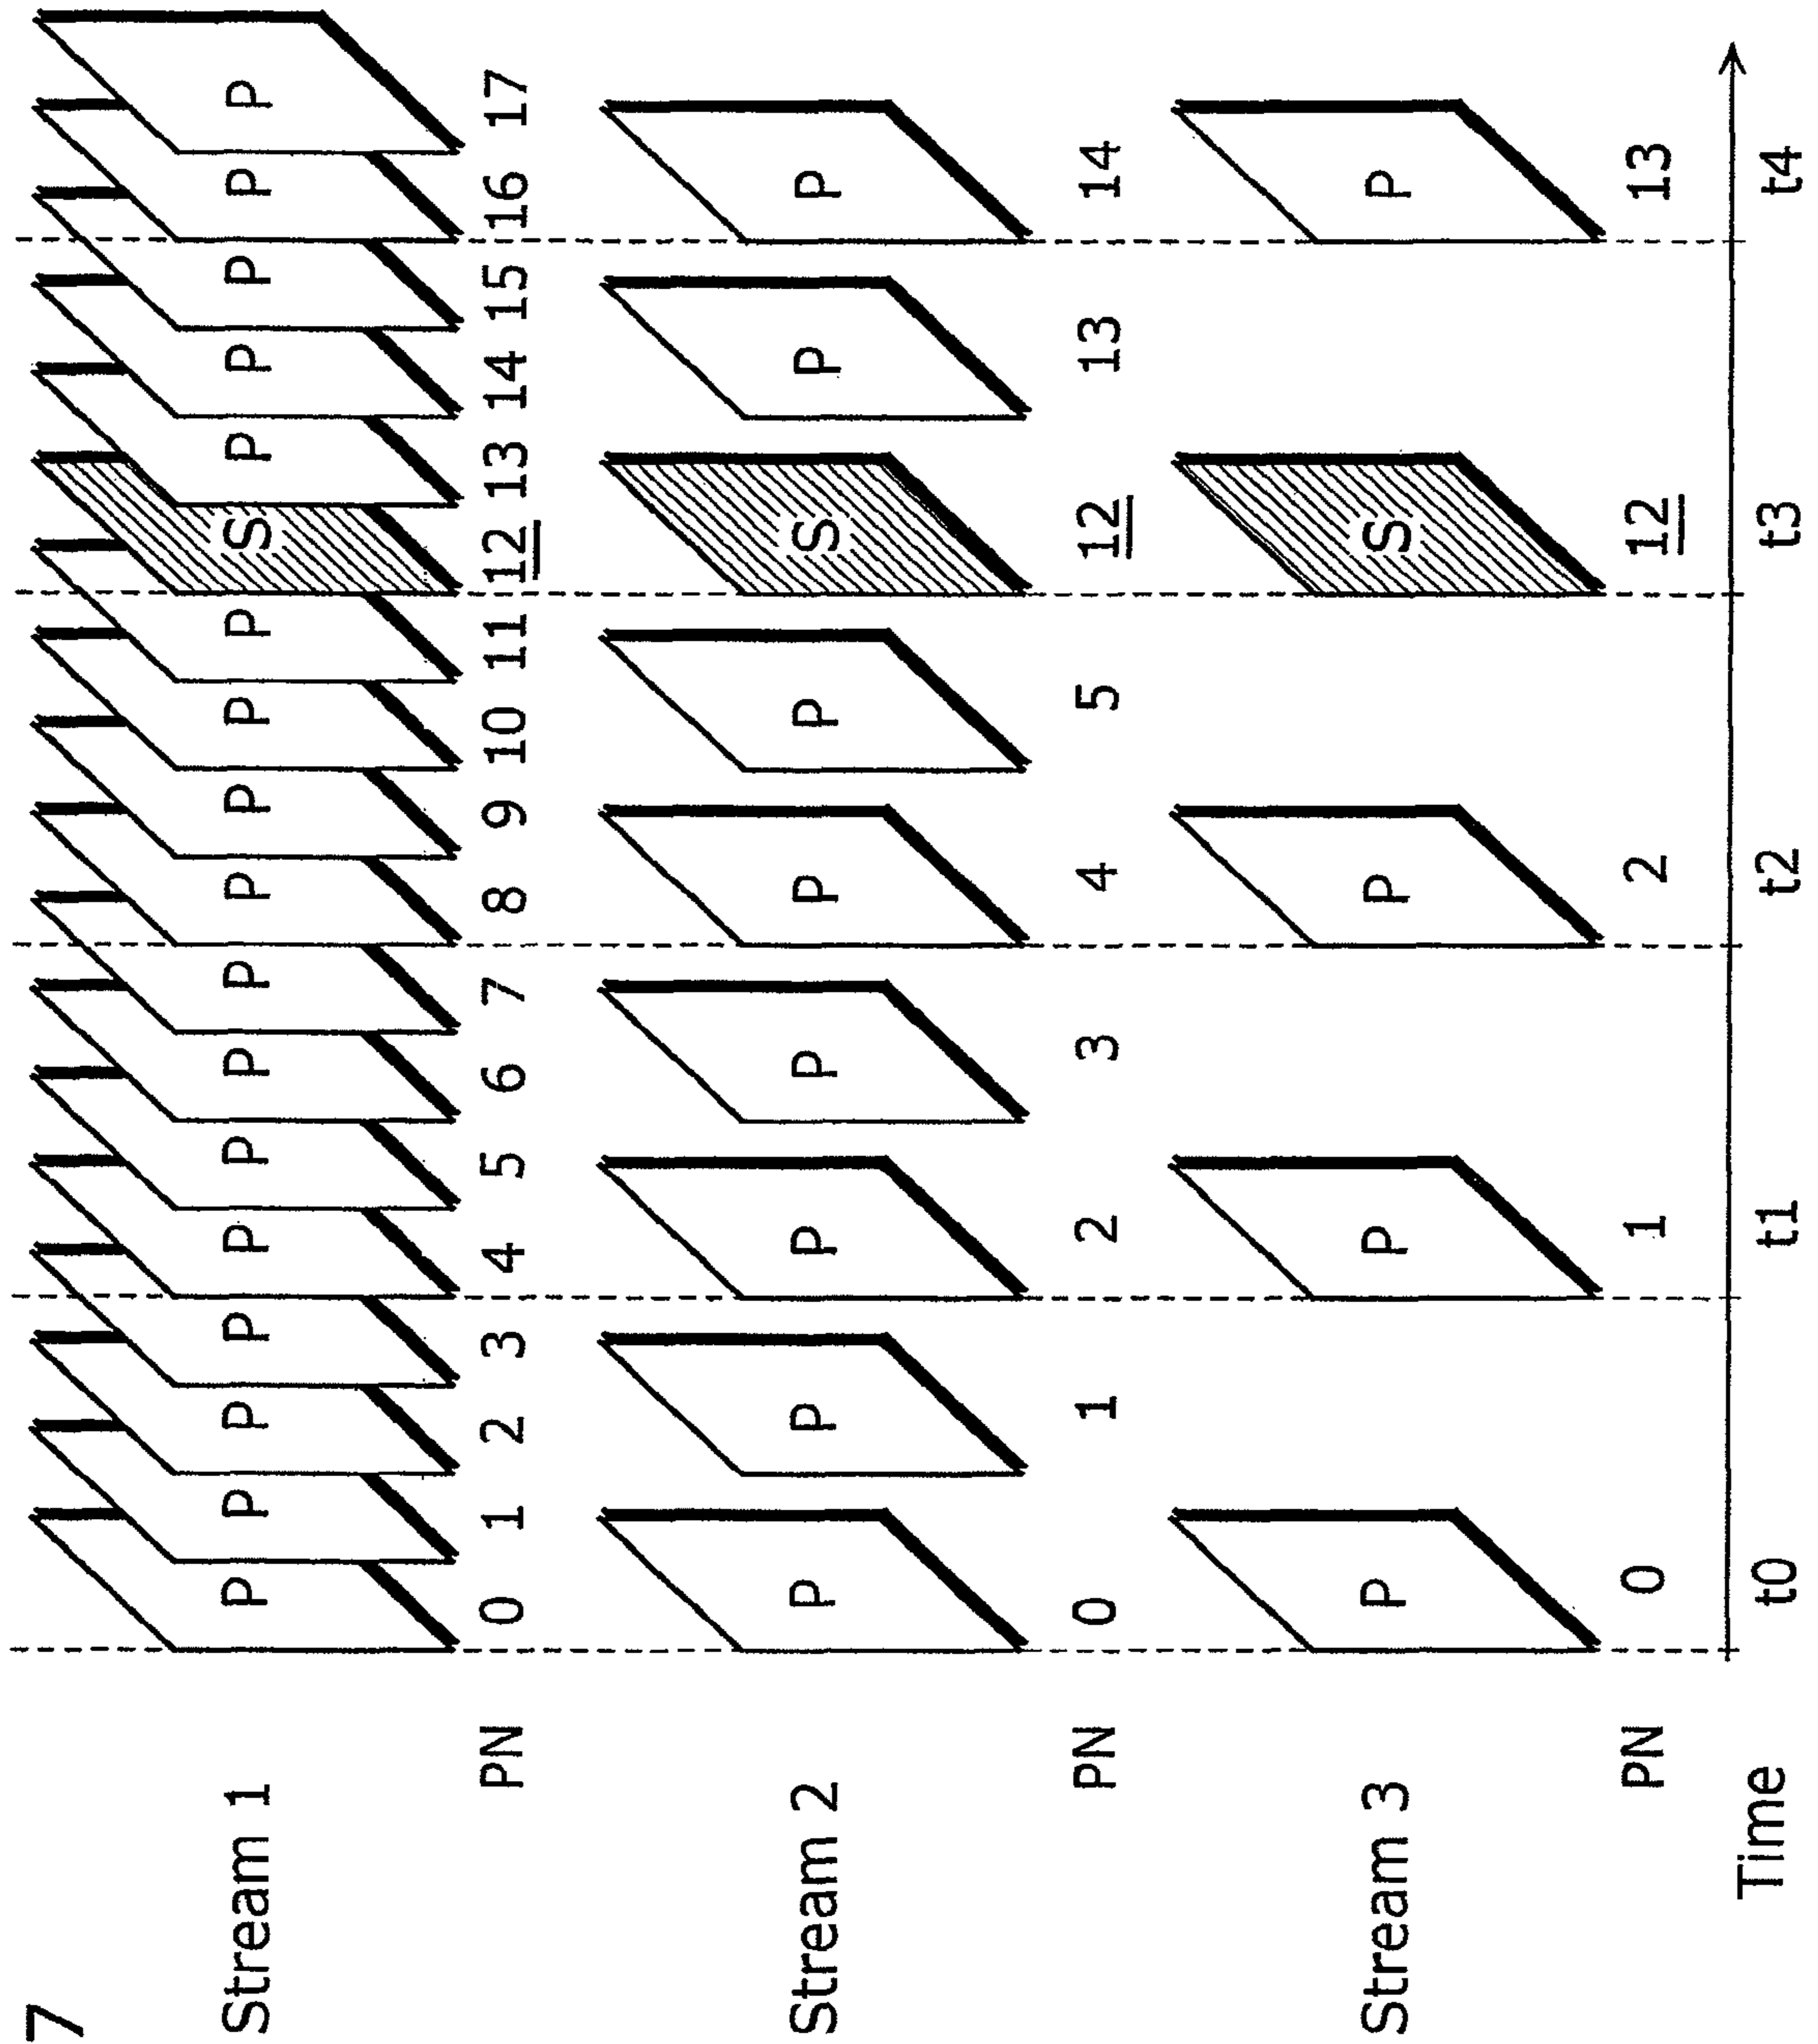 7
Stream 1 P P P P P P P P P P P P S P P P P P
PN 0 1 2 3 4 5 6 7 8 9 10 11 12 13 14 15 16 17
Stream 2 P P P P P P S P P
PN 0 1 2 3 4 5 12 13 14
Stream 3 P P P S P
PN 0 1 2 12 13
Time t0 t1 t2 t3 t4